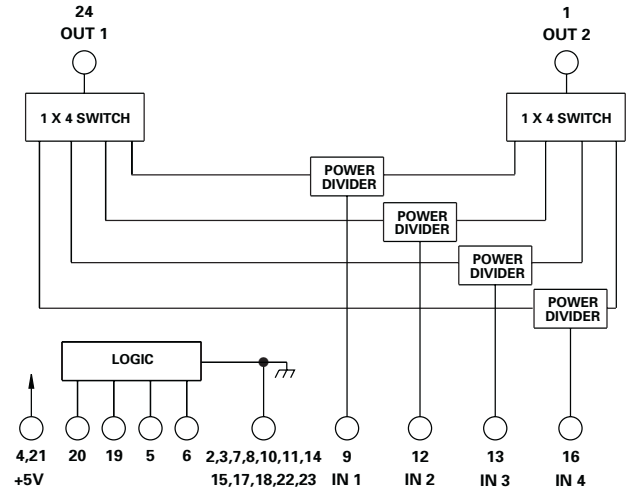 24
OUT 1
1
OUT 2
1 X 4 SWITCH
1 X 4 SWITCH
POWER
DIVIDER
POWER
DIVIDER
POWER
DIVIDER
POWER
DIVIDER
LOGIC
4,21
+5V
20
19
5
6
2,3,7,8,10,11,14
15,17,18,22,23
9
IN 1
12
IN 2
13
IN 3
16
IN 4